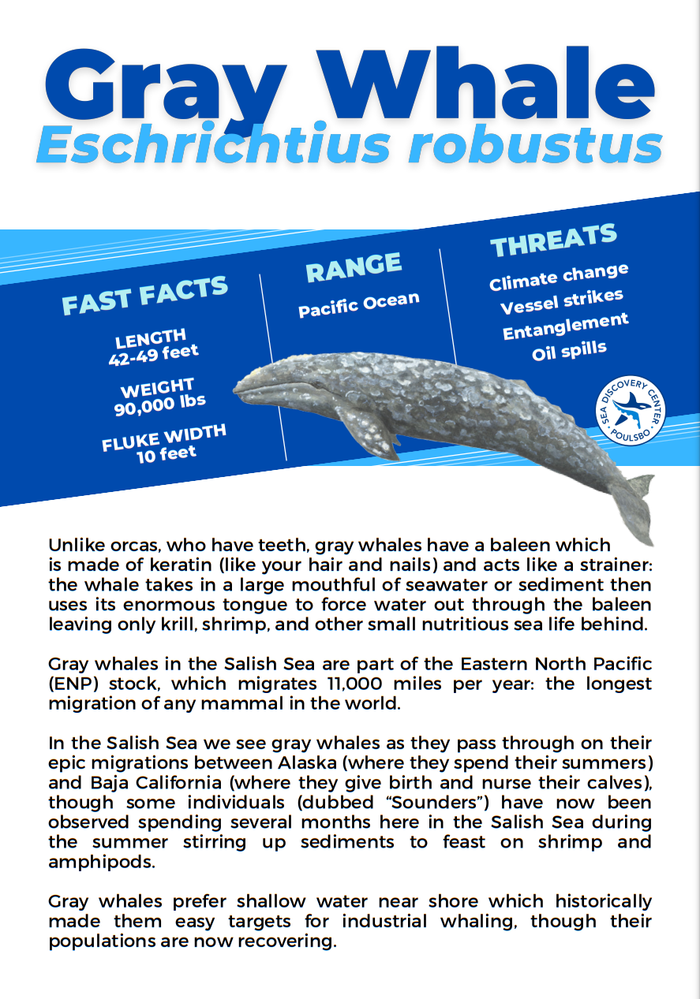 Gray Whale
Eschrichtius robustus
FAST FACTS
LENGTH
42-49 feet
WEIGHT
90,000 lbs
FLUKE WIDTH
10 feet
RANGE
Pacific Ocean
THREATS
Climate change
Vessel strikes
Entanglement
Oil spills
SEA DISCOVERY CENTER
POULSBO
Unlike orcas, who have teeth, gray whales have a baleen which
is made of keratin (like your hair and nails) and acts like a strainer:
the whale takes in a large mouthful of seawater or sediment then
uses its enormous tongue to force water out through the baleen
leaving only krill, shrimp, and other small nutritious sea life behind.
Gray whales in the Salish Sea are part of the Eastern North Pacific
(ENP) stock, which migrates 11,000 miles per year: the longest
migration of any mammal in the world.
In the Salish Sea we see gray whales as they pass through on their
epic migrations between Alaska (where they spend their summers)
and Baja California (where they give birth and nurse their calves),
though some individuals (dubbed “Sounders”) have now been
observed spending several months here in the Salish Sea during
the summer stirring up sediments to feast on shrimp and
amphipods.
Gray whales prefer shallow water near shore which historically
made them easy targets for industrial whaling, though their
populations are now recovering.